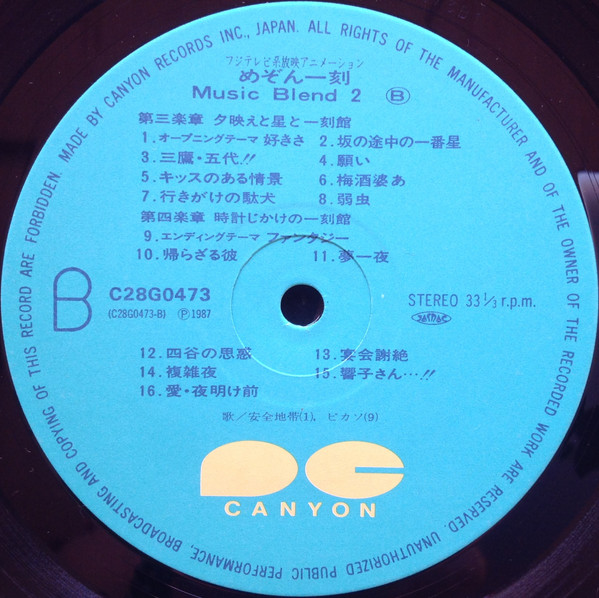 MADE BY CANYON RECORDS INC., JAPAN. ALL RIGHTS OF THE MANUFACTURER AND OF THE OWNER OF THE RECORDED WORK ARE RESERVED. UNAUTHORIZED PUBLIC PERFORMANCE, BROADCASTING AND COPYING OF THIS RECORD ARE FORBIDDEN.
フジテレビ系放映アニメーション
めぞん一刻
Music Blend 2 Ⓑ
第三楽章 夕映えと星と一刻館
1.オープニングテーマ 好きさ 2.坂の途中の一番星
3.三鷹・五代!! 4.願い
5.キッスのある情景 6.梅酒婆あ
7.行きがけの駄犬 8.弱虫
第四楽章 時計じかけの一刻館
9.エンディングテーマ ファンタジー
10.帰らざる彼 11.夢一夜
B C28G0473 STEREO 33 1/3 r.p.m.
(C28G0473-B) Ⓟ1987
12.四谷の思惑 13.宴会謝絶
14.複雑夜 15.響子さん…!!
16.愛・夜明け前
歌/安全地帯(1), ピカソ(9)
CANYON